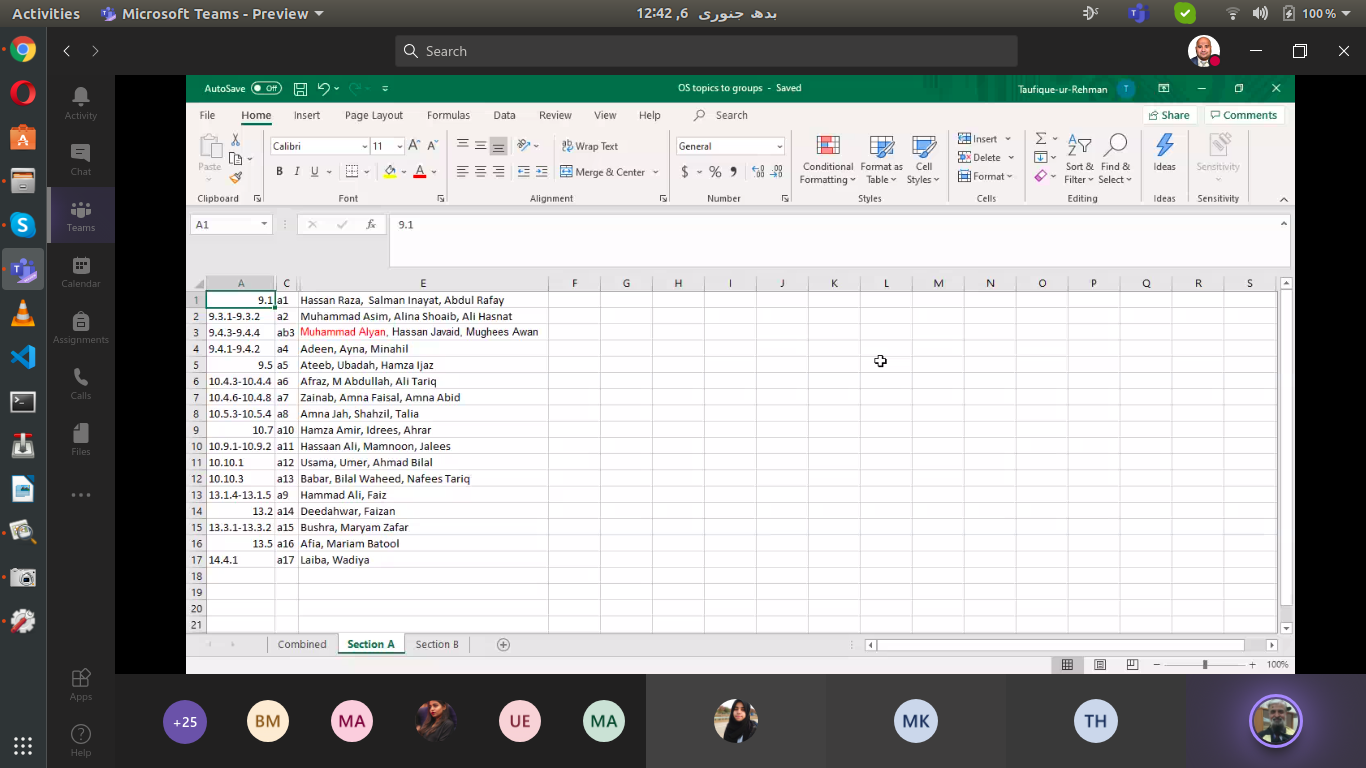 Activities Microsoft Teams - Preview بدھ جنوری 6, 12:42 100 %
Search
AutoSave Off OS topics to groups - Saved Taufique-ur-Rehman T
File Home Insert Page Layout Formulas Data Review View Help Search Share Comments
Paste Calibri 11 Wrap Text General Conditional Formatting Format as Table Cell Styles Insert Sort & Filter Find & Select Ideas Sensitivity
B I U A Merge & Center $ % Delete
Format
Clipboard Font Alignment Number Styles Cells Editing Ideas Sensitivity
A1 fx 9.1
A C E F G H I J K L M N O P Q R S
1 9.1 a1 Hassan Raza, Salman Inayat, Abdul Rafay
2 9.3.1-9.3.2 a2 Muhammad Asim, Alina Shoaib, Ali Hasnat
3 9.4.3-9.4.4 ab3 Muhammad Alyan, Hassan Javaid, Mughees Awan
4 9.4.1-9.4.2 a4 Adeen, Ayna, Minahil
5 9.5 a5 Ateeb, Ubadah, Hamza Ijaz
6 10.4.3-10.4.4 a6 Afraz, M Abdullah, Ali Tariq
7 10.4.6-10.4.8 a7 Zainab, Amna Faisal, Amna Abid
8 10.5.3-10.5.4 a8 Amna Jah, Shahzil, Talia
9 10.7 a10 Hamza Amir, Idrees, Ahrar
10 10.9.1-10.9.2 a11 Hassaan Ali, Mamnoon, Jalees
11 10.10.1 a12 Usama, Umer, Ahmad Bilal
12 10.10.3 a13 Babar, Bilal Waheed, Nafees Tariq
13 13.1.4-13.1.5 a9 Hammad Ali, Faiz
14 13.2 a14 Deedahwar, Faizan
15 13.3.1-13.3.2 a15 Bushra, Maryam Zafar
16 13.5 a16 Afia, Mariam Batool
17 14.4.1 a17 Laiba, Wadiya
18
19
20
21
Combined Section A Section B
100%
Activity
Chat
Teams
Calendar
Assignments
Calls
Files
Apps
Help
+25 BM MA UE MA MK TH